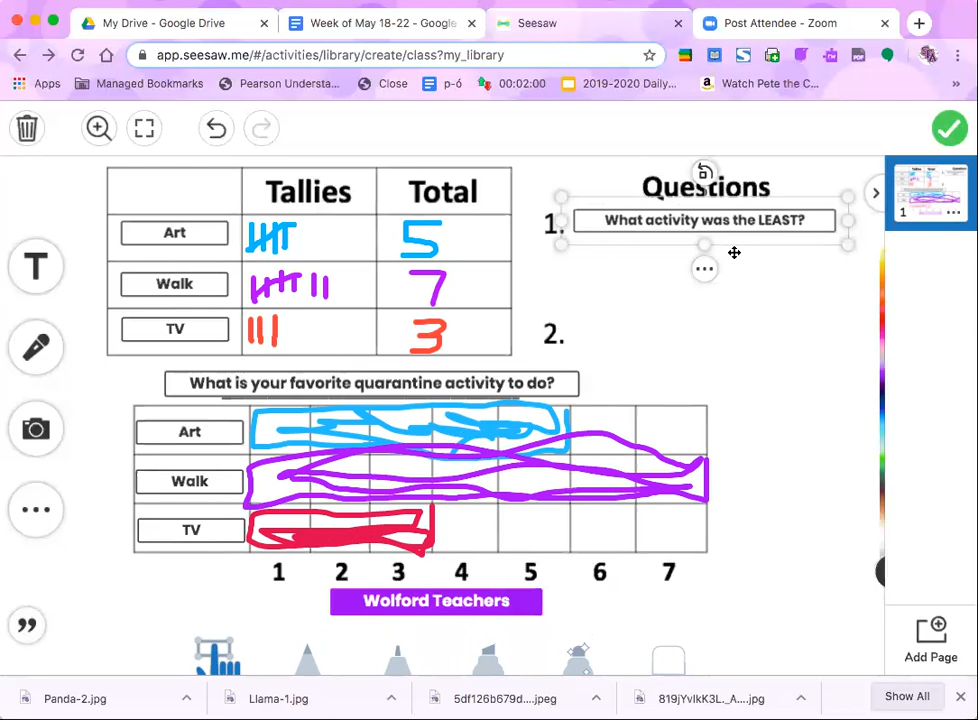 My Drive - Google Drive
Week of May 18-22 - Google
Seesaw
Post Attendee - Zoom
app.seesaw.me/#/activities/library/create/class?my_library
Apps
Managed Bookmarks
Pearson Understa...
Close
p-6
00:02:00
2019-2020 Daily...
Watch Pete the C...
Tallies Total
Art 5
Walk 7
TV 3
Questions
1. What activity was the LEAST?
2.
What is your favorite quarantine activity to do?
Art
Walk
TV
1 2 3 4 5 6 7
Wolford Teachers
T
1
Add Page
Panda-2.jpg
Llama-1.jpg
5df126b679d....jpeg
819jYvIkK3L._A....jpg
Show All